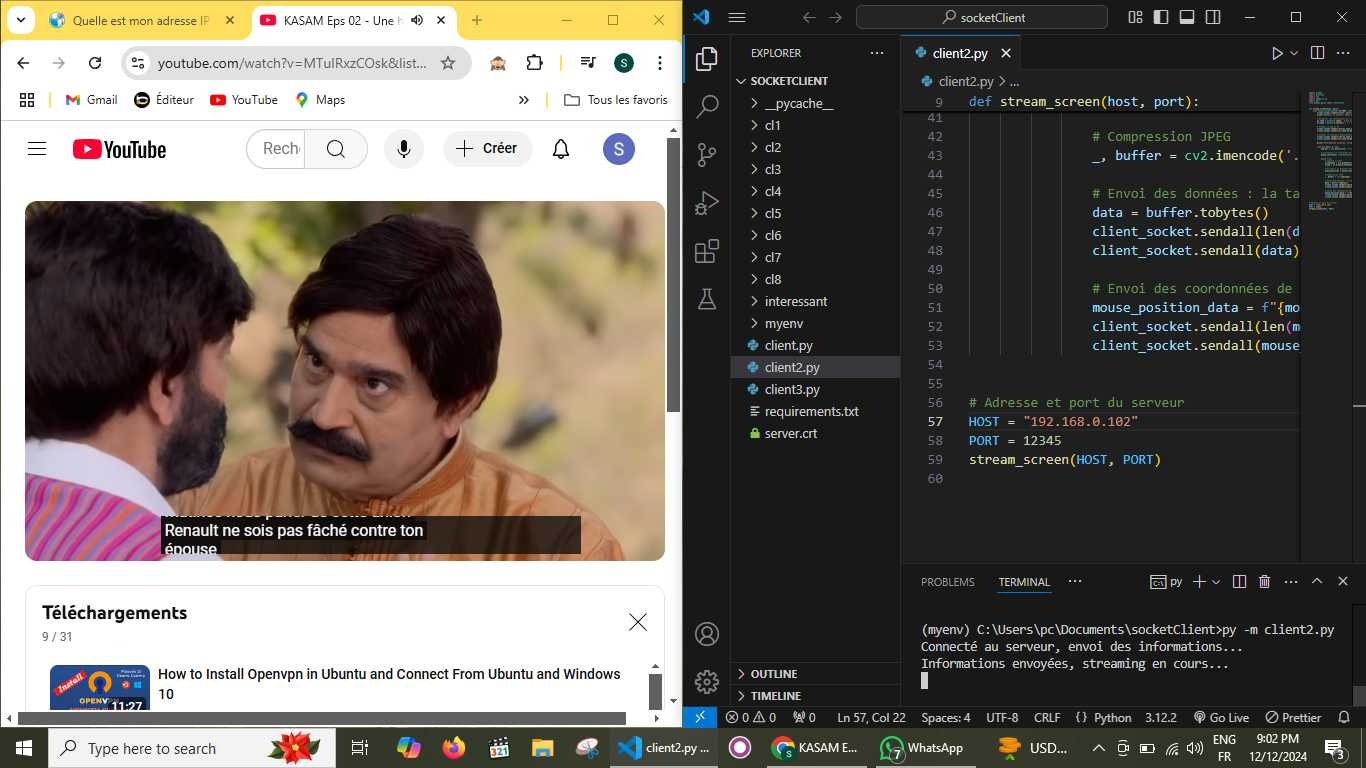 Quelle est mon adresse IP
KASAM Eps 02 - Une h
youtube.com/watch?v=MTulRxzCOsk&list...
S
Gmail
Éditeur
YouTube
Maps
»
Tous les favoris
YouTube
Rech
Créer
S
Renault ne sois pas fâché contre ton
épouse
Téléchargements
9 / 31
Install
OPENVPN
11:27
How to Install Openvpn in Ubuntu and Connect From Ubuntu and Windows
10
socketClient
EXPLORER
SOCKETCLIENT
__pycache__
cl1
cl2
cl3
cl4
cl5
cl6
cl7
cl8
interessant
myenv
client.py
client2.py
client3.py
requirements.txt
server.crt
OUTLINE
TIMELINE
client2.py
client2.py > ...
9 def stream_screen(host, port):
41
42 # Compression JPEG
43 _, buffer = cv2.imencode('.
44
45 # Envoi des données : la ta
46 data = buffer.tobytes()
47 client_socket.sendall(len(d
48 client_socket.sendall(data)
49
50 # Envoi des coordonnées de
51 mouse_position_data = f"{mo
52 client_socket.sendall(len(m
53 client_socket.sendall(mouse_
54
55
56 # Adresse et port du serveur
57 HOST = "192.168.0.102"
58 PORT = 12345
59 stream_screen(HOST, PORT)
60
PROBLEMS TERMINAL ... py
(myenv) C:\Users\pc\Documents\socketClient>py -m client2.py
Connecté au serveur, envoi des informations...
Informations envoyées, streaming en cours...
0 0 0 Ln 57, Col 22 Spaces: 4 UTF-8 CRLF {} Python 3.12.2 Go Live Prettier
Type here to search
321
client2.py ...
KASAM E...
7
WhatsApp
USD...
ENG
FR
9:02 PM
12/12/2024
3